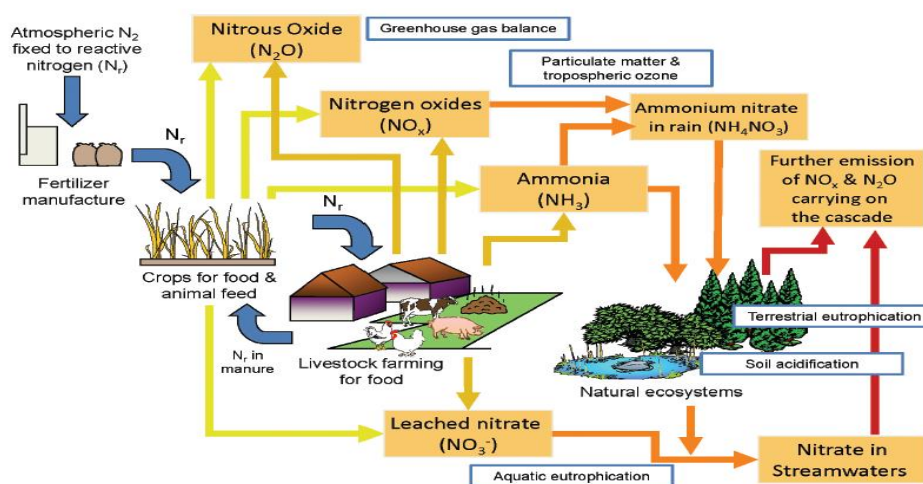 Atmospheric N2
fixed to reactive
nitrogen (Nr)
Nitrous Oxide
(N2O)
Greenhouse gas balance
Particulate matter &
tropospheric ozone
Nitrogen oxides
(NOx)
Ammonium nitrate
in rain (NH4NO3)
Nr
Fertilizer
manufacture
Ammonia
(NH3)
Further emission
of NOx & N2O
carrying on
the cascade
Nr
Crops for food &
animal feed
Terrestrial eutrophication
Nr in
manure
Livestock farming
for food
Soil acidification
Natural ecosystems
Leached nitrate
(NO3-)
Nitrate in
Streamwaters
Aquatic eutrophication